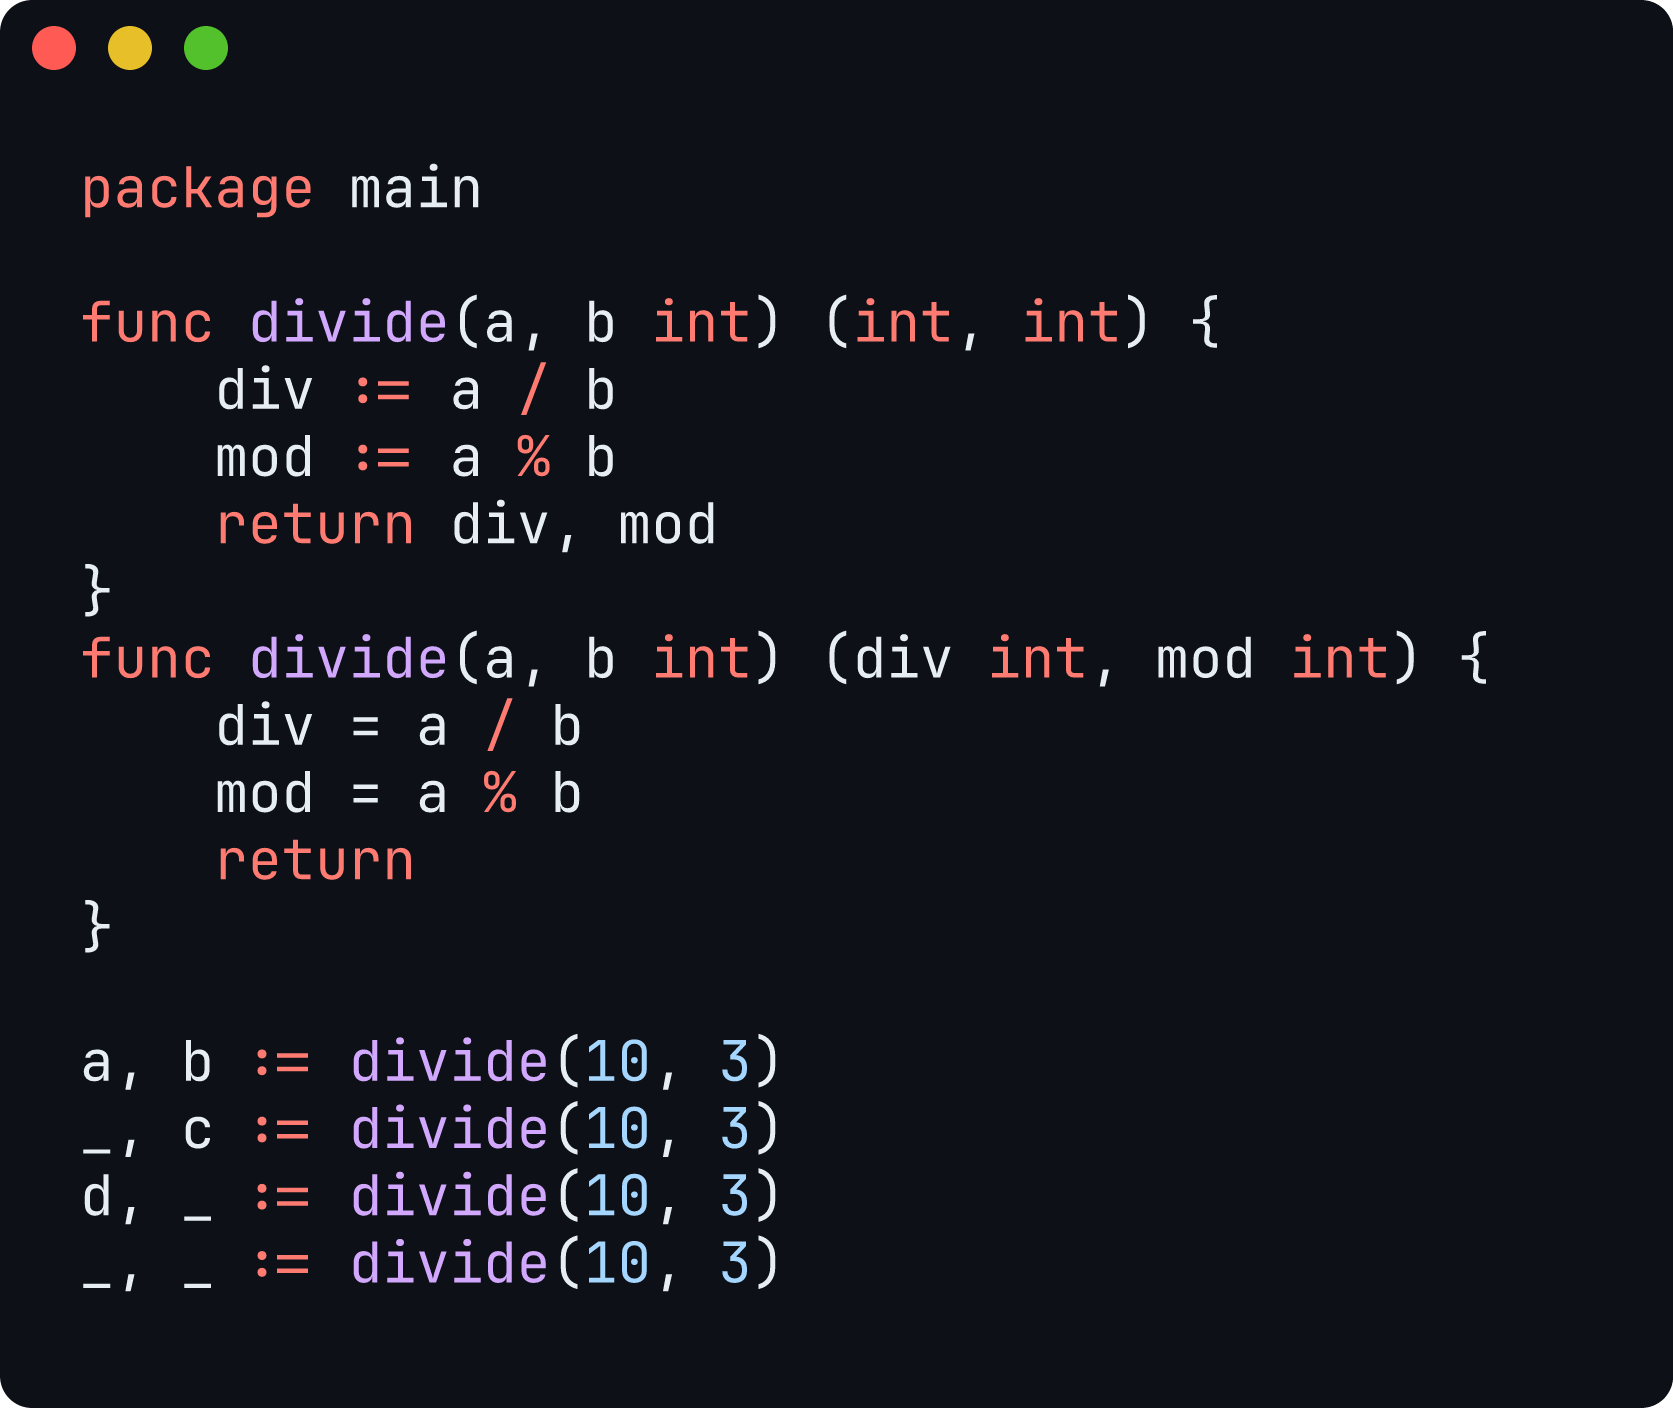 package main

func divide(a, b int) (int, int) {
    div := a / b
    mod := a % b
    return div, mod
}
func divide(a, b int) (div int, mod int) {
    div = a / b
    mod = a % b
    return
}

a, b := divide(10, 3)
_, c := divide(10, 3)
d, _ := divide(10, 3)
_, _ := divide(10, 3)